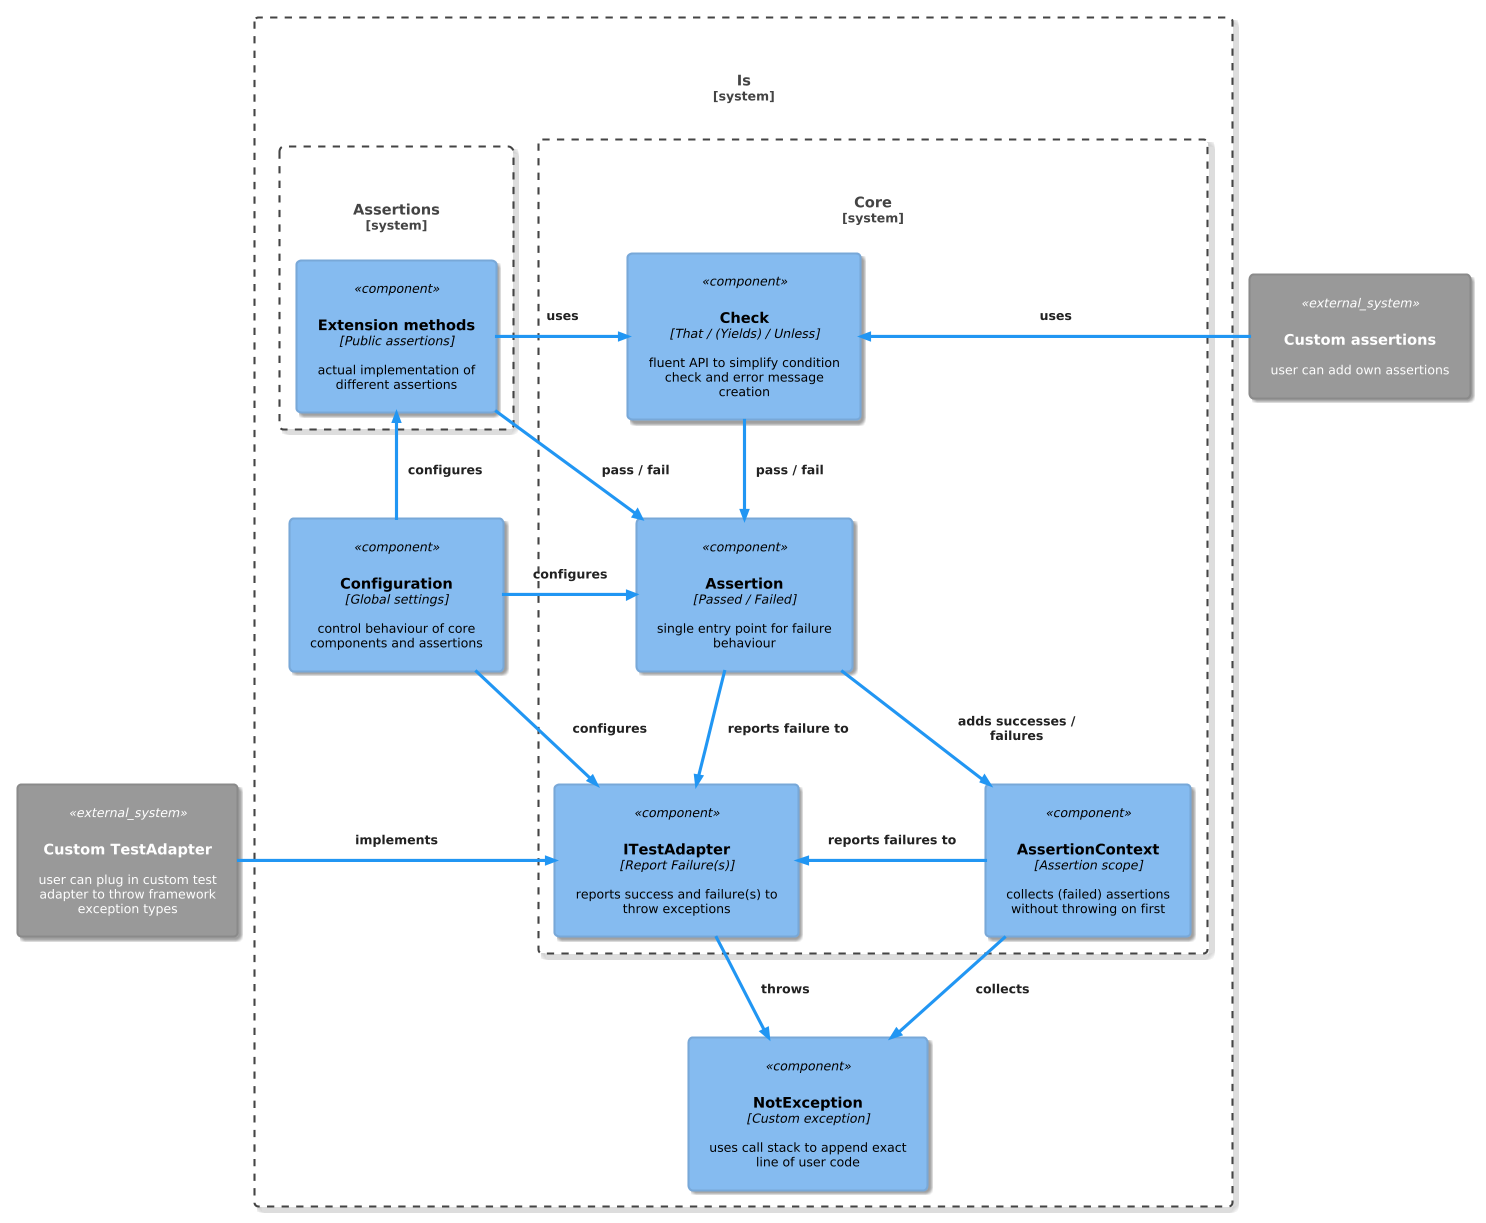 Is
[system]
Assertions
[system]
Core
[system]
«component»
Extension methods
[Public assertions]
actual implementation of
different assertions
uses
«component»
Check
[That / (Yields) / Unless]
fluent API to simplify condition
check and error message
creation
uses
«external_system»
Custom assertions
user can add own assertions
configures
pass / fail
pass / fail
«component»
Configuration
[Global settings]
control behaviour of core
components and assertions
configures
«component»
Assertion
[Passed / Failed]
single entry point for failure
behaviour
configures
reports failure to
adds successes /
failures
«external_system»
Custom TestAdapter
user can plug in custom test
adapter to throw framework
exception types
implements
«component»
ITestAdapter
[Report Failure(s)]
reports success and failure(s) to
throw exceptions
reports failures to
«component»
AssertionContext
[Assertion scope]
collects (failed) assertions
without throwing on first
throws
collects
«component»
NotException
[Custom exception]
uses call stack to append exact
line of user code